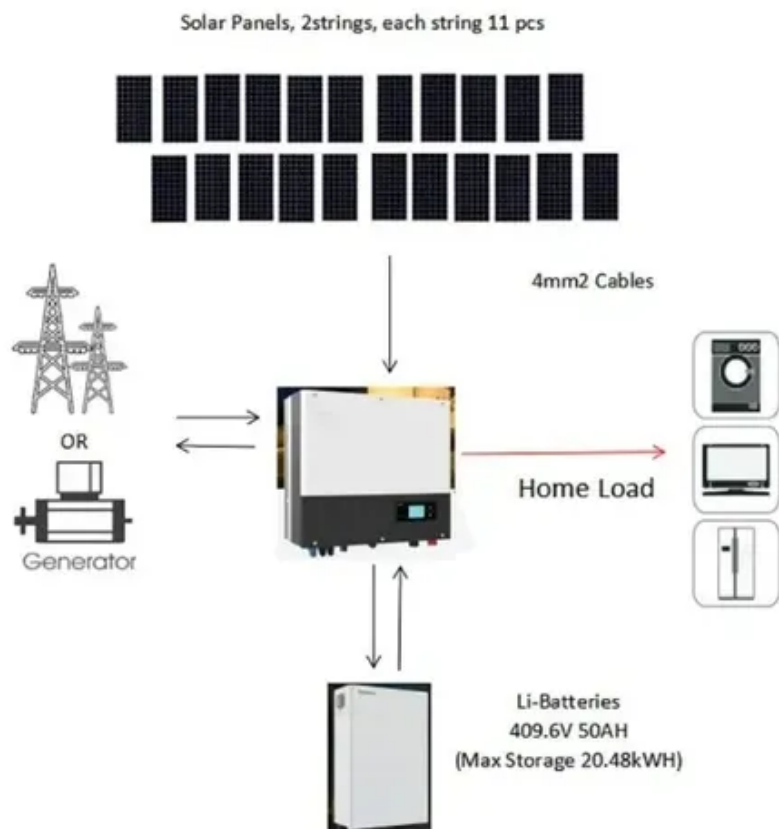 Solar Panels, 2strings, each string 11 pcs
4mm2 Cables
OR
Generator
Home Load
Li-Batteries
409.6V 50AH
(Max Storage 20.48kWH)